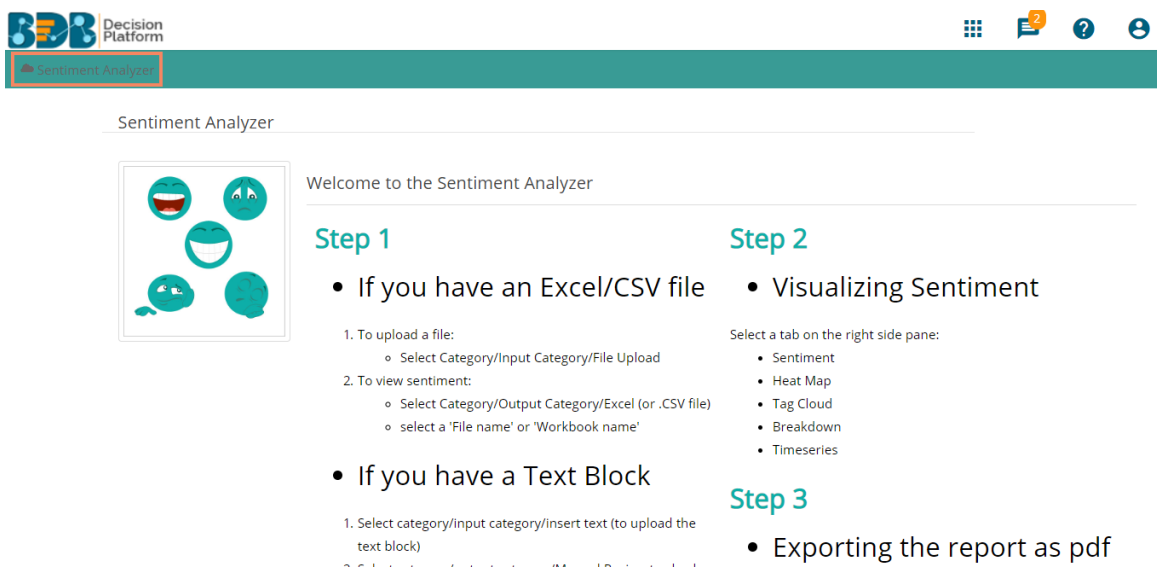 BDB Decision Platform
2
Sentiment Analyzer
Sentiment Analyzer
Welcome to the Sentiment Analyzer
Step 1
• If you have an Excel/CSV file
1. To upload a file:
Select Category/Input Category/File Upload
2. To view sentiment:
Select Category/Output Category/Excel (or .CSV file)
select a 'File name' or 'Workbook name'
• If you have a Text Block
1. Select category/input category/insert text (to upload the
text block)
Step 2
• Visualizing Sentiment
Select a tab on the right side pane:
• Sentiment
• Heat Map
• Tag Cloud
• Breakdown
• Timeseries
Step 3
• Exporting the report as pdf